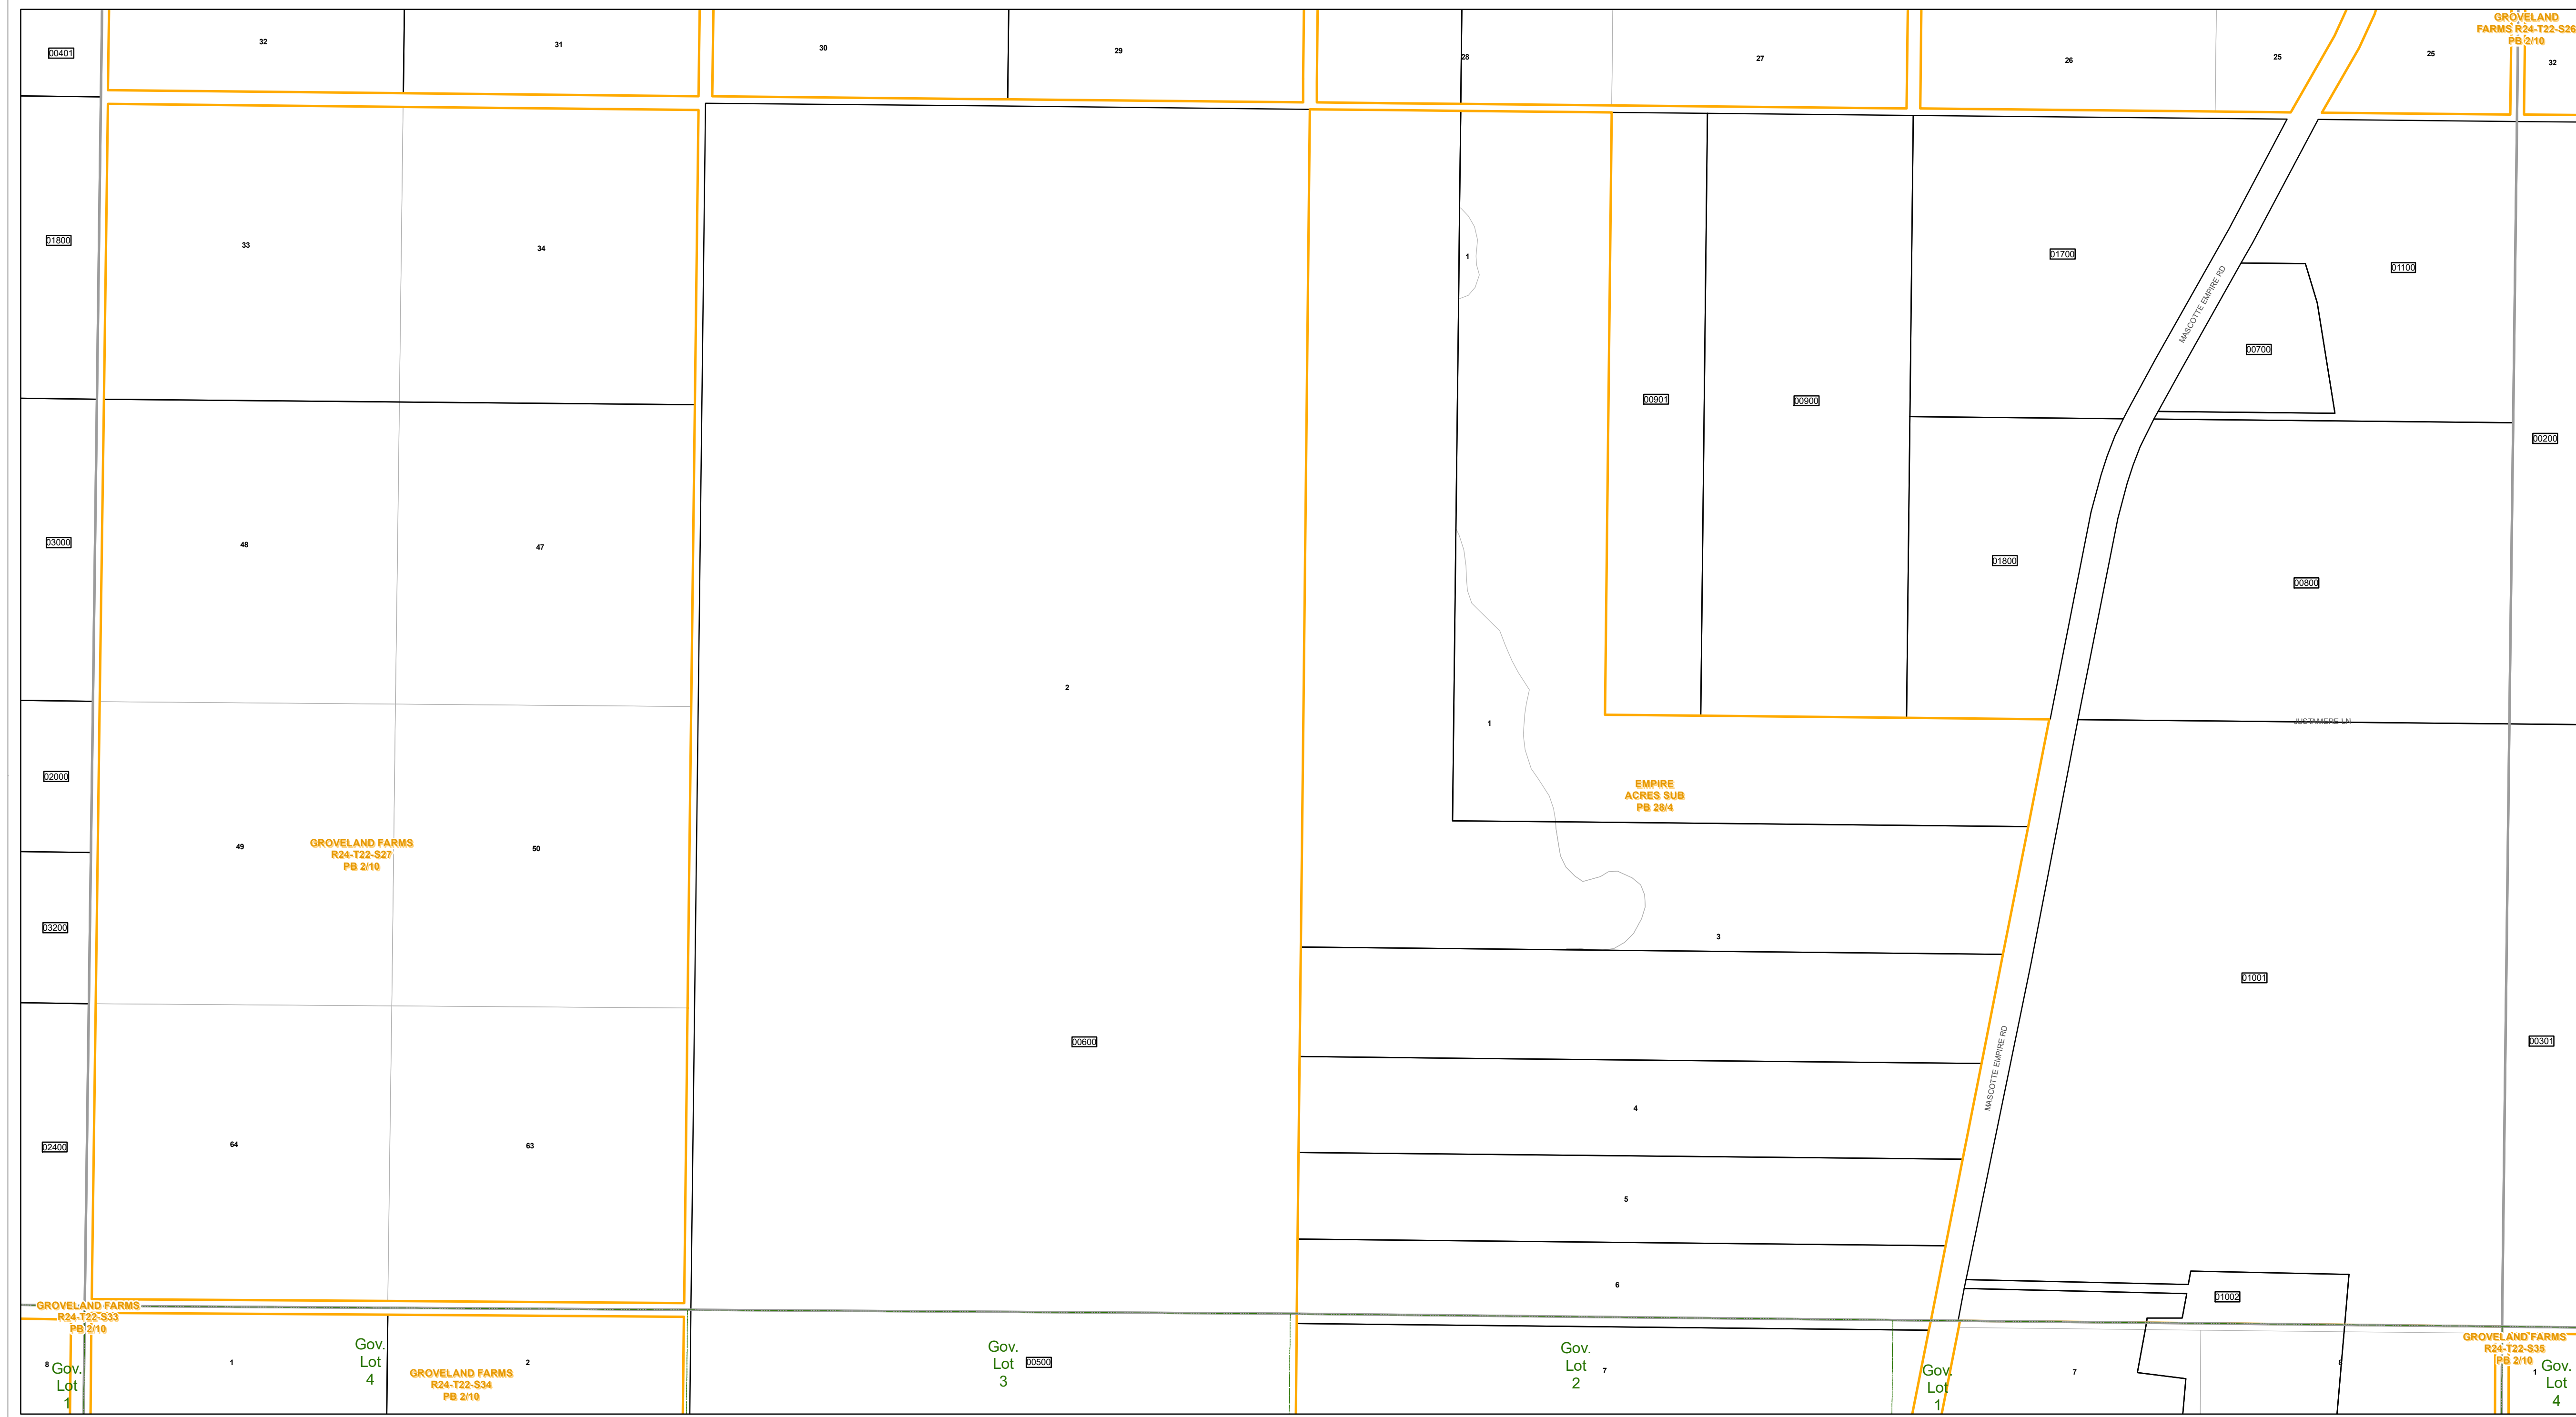 GROVELAND
FARMS R24-T22-S26
PB 2/10
00401
32
31
30
29
28
27
26
25
25
32
01800
33
34
1
01700
01100
MASCOTTE EMPIRE RD
00700
00901
00900
00200
03000
48
47
01800
00800
2
1
JUSTAMERE LN
02000
EMPIRE
ACRES SUB
PB 28/4
GROVELAND FARMS
R24-T22-S27
PB 2/10
49
50
03200
3
01001
00600
00301
MASCOTTE EMPIRE RD
4
02400
64
63
5
6
01002
GROVELAND FARMS
R24-T22-S33
PB 2/10
8
Gov.
Lot
1
1
Gov.
Lot
4
2
GROVELAND FARMS
R24-T22-S34
PB 2/10
Gov.
Lot
3
00500
Gov.
Lot
2
7
Gov.
Lot
1
7
8
GROVELAND FARMS
R24-T22-S35
PB 2/10
1
Gov.
Lot
4